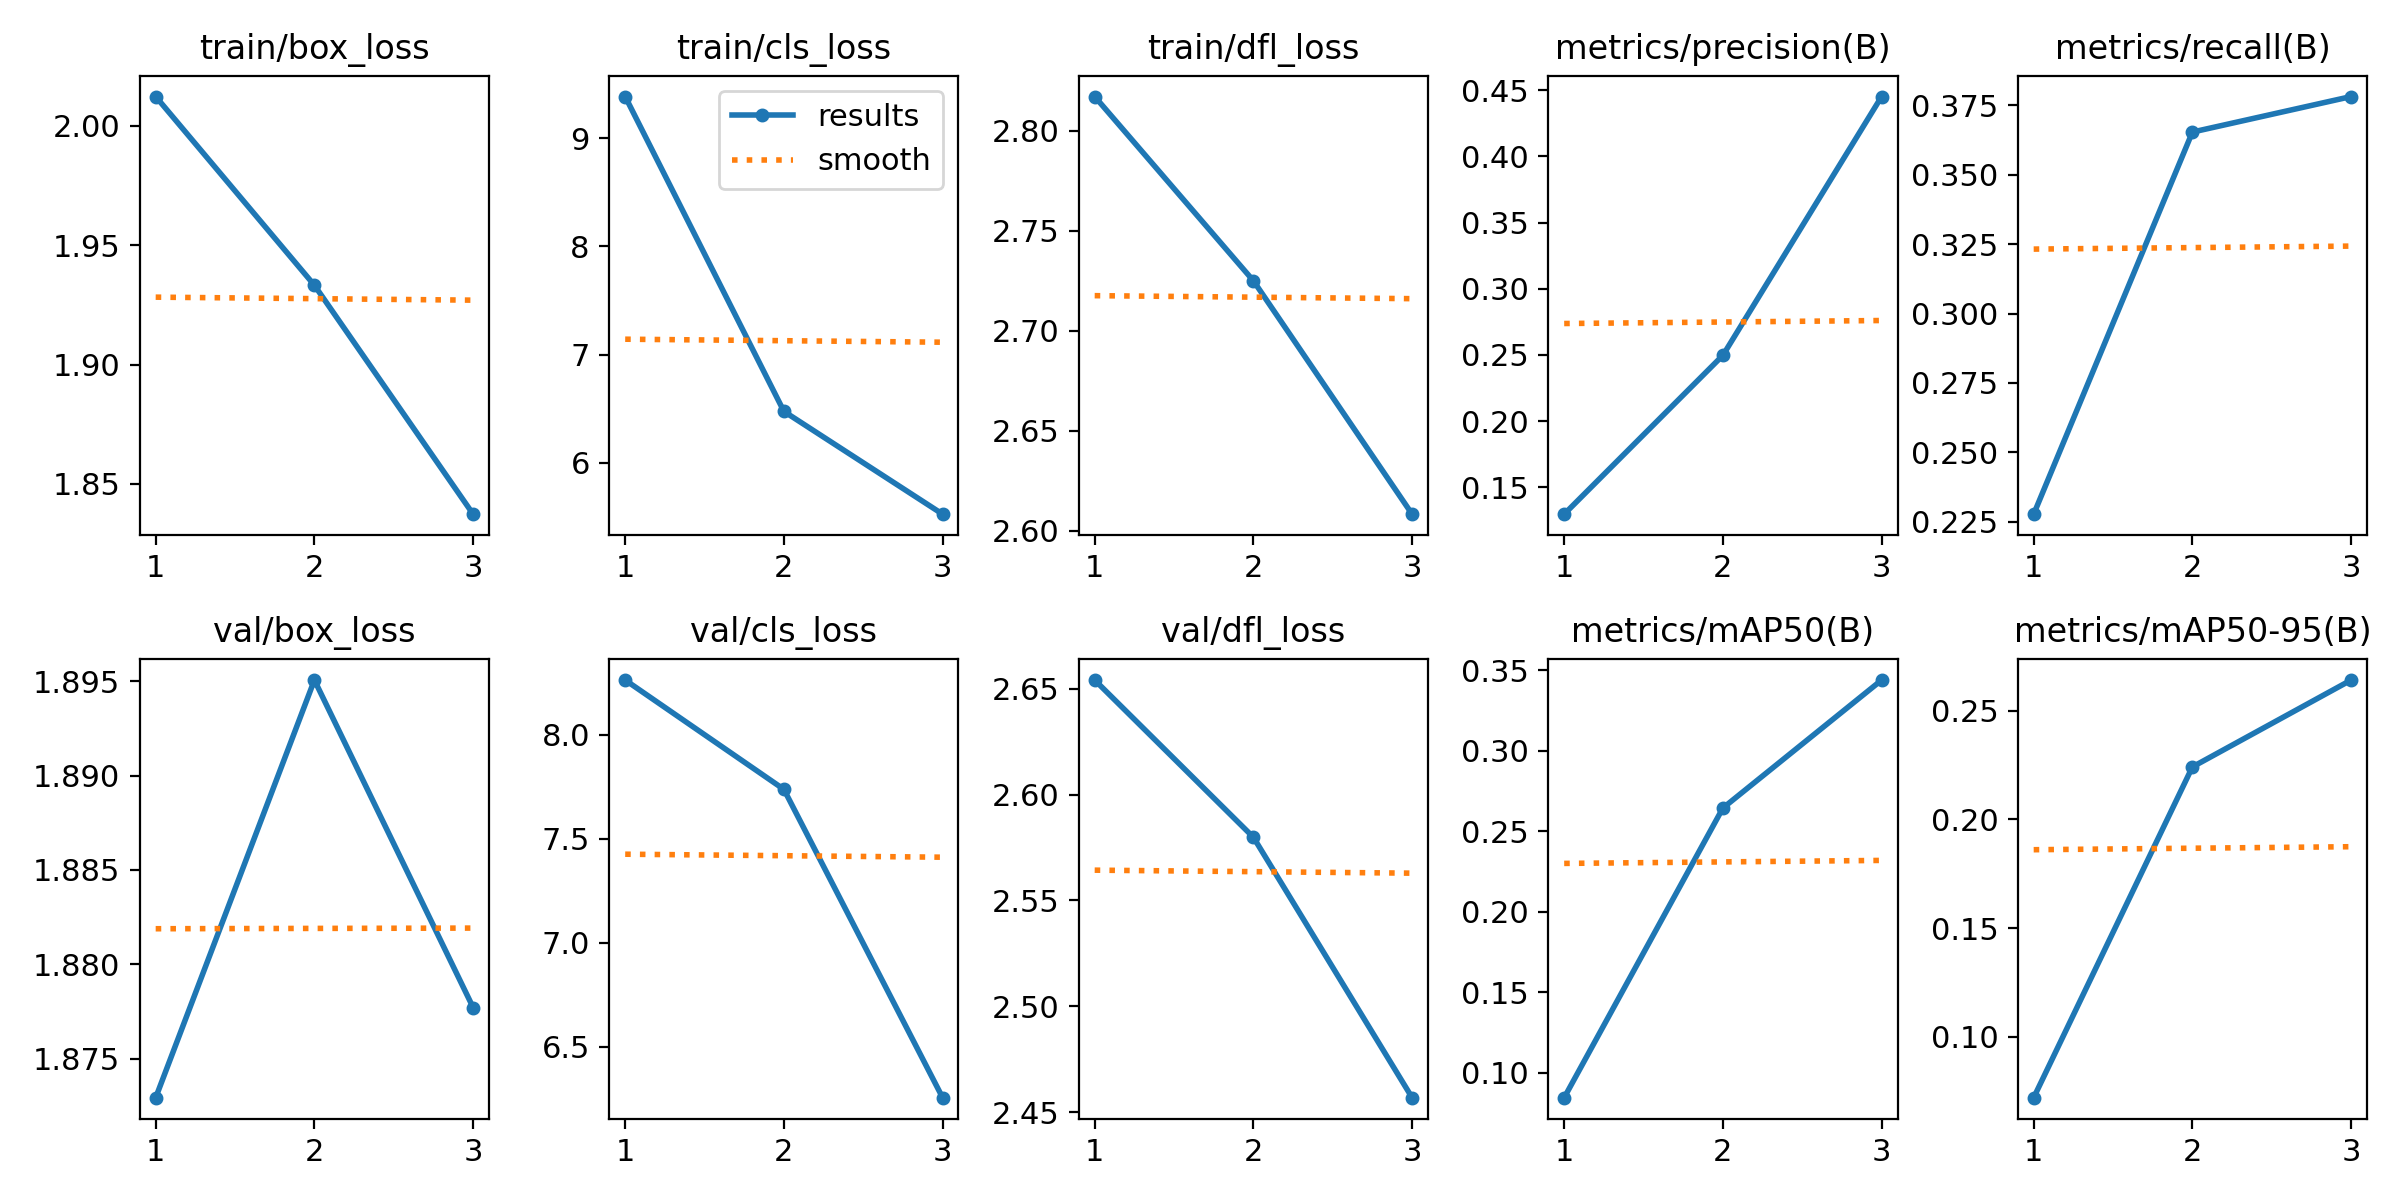 train/box_loss
2.00
1.95
1.90
1.85
1 2 3
train/cls_loss
results
smooth
9
8
7
6
1 2 3
train/dfl_loss
2.80
2.75
2.70
2.65
2.60
1 2 3
metrics/precision(B)
0.45
0.40
0.35
0.30
0.25
0.20
0.15
1 2 3
metrics/recall(B)
0.375
0.350
0.325
0.300
0.275
0.250
0.225
1 2 3
val/box_loss
1.895
1.890
1.885
1.880
1.875
1 2 3
val/cls_loss
8.0
7.5
7.0
6.5
1 2 3
val/dfl_loss
2.65
2.60
2.55
2.50
2.45
1 2 3
metrics/mAP50(B)
0.35
0.30
0.25
0.20
0.15
0.10
1 2 3
metrics/mAP50-95(B)
0.25
0.20
0.15
0.10
1 2 3